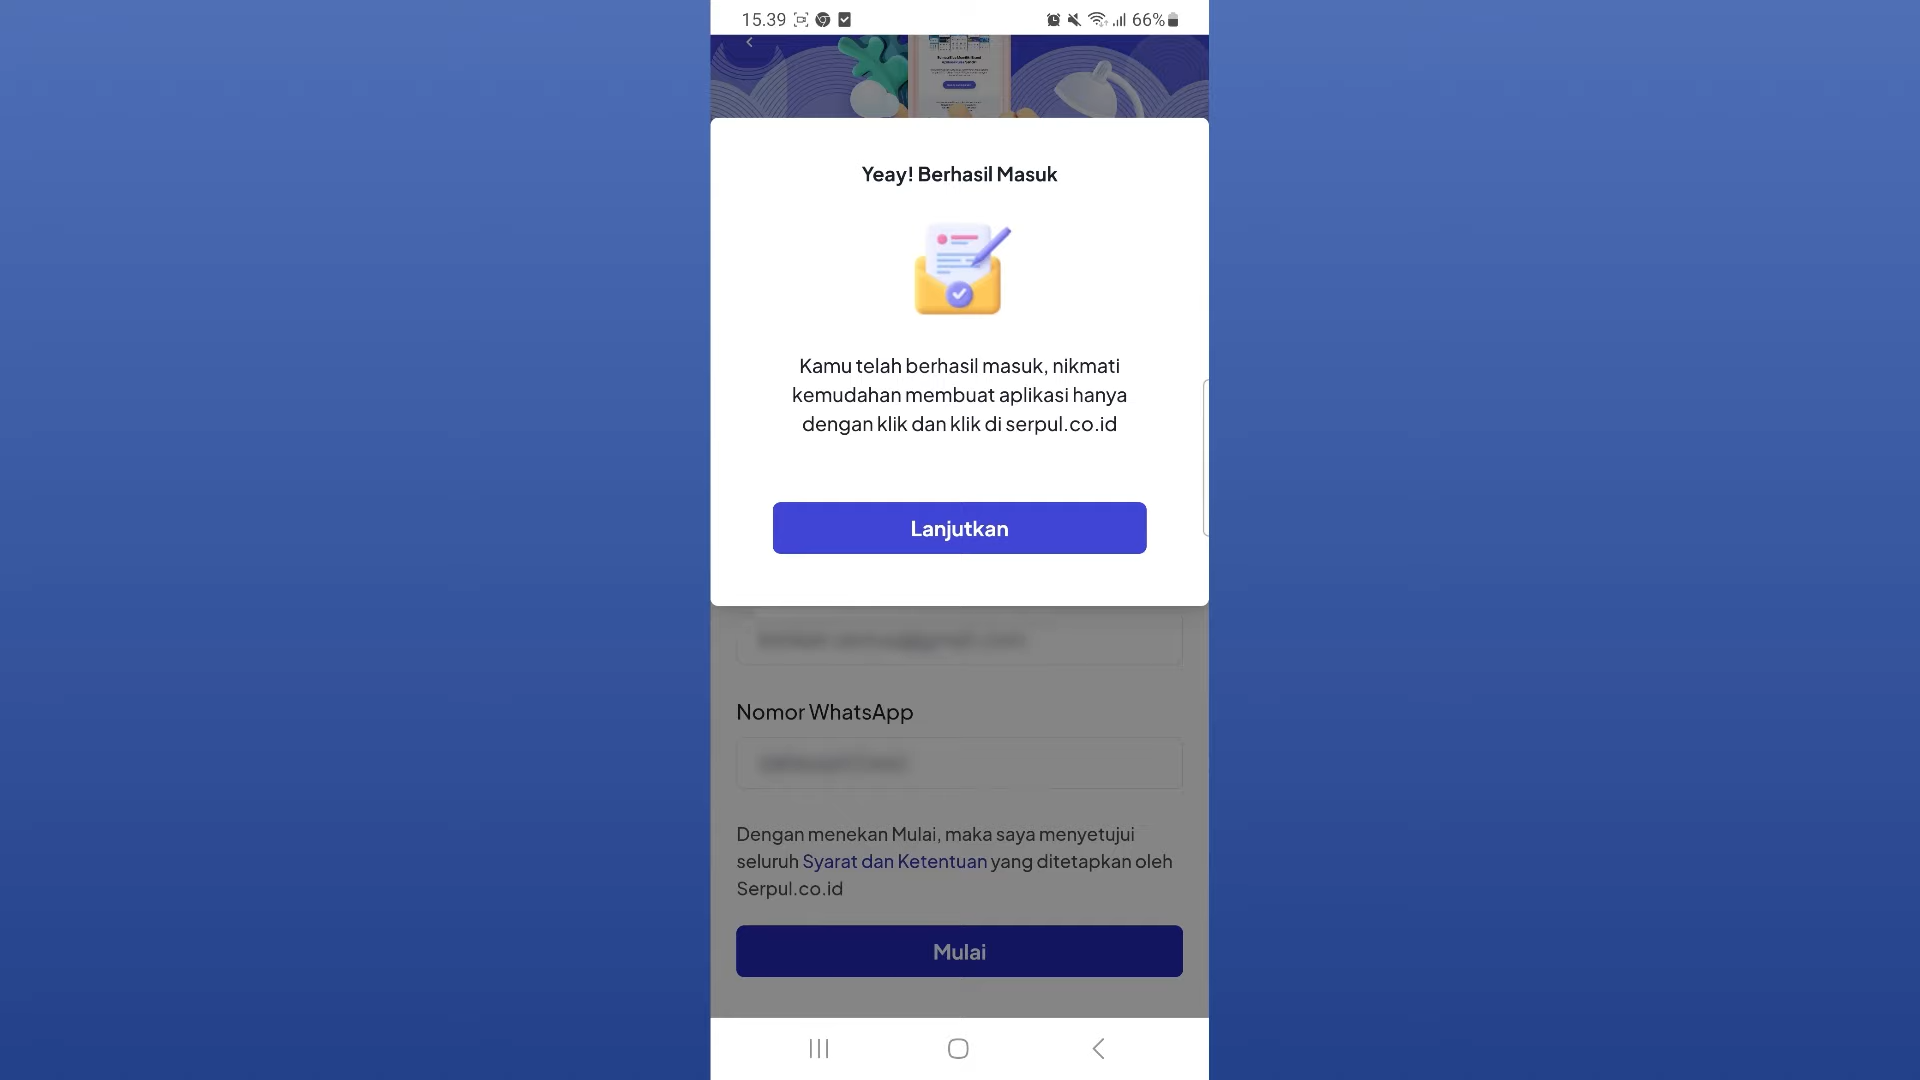 15.39
66%
Yeay! Berhasil Masuk
Kamu telah berhasil masuk, nikmati
kemudahan membuat aplikasi hanya
dengan klik dan klik di serpul.co.id
Lanjutkan
Nomor WhatsApp
Dengan menekan Mulai, maka saya menyetujui
seluruh Syarat dan Ketentuan yang ditetapkan oleh
Serpul.co.id
Mulai